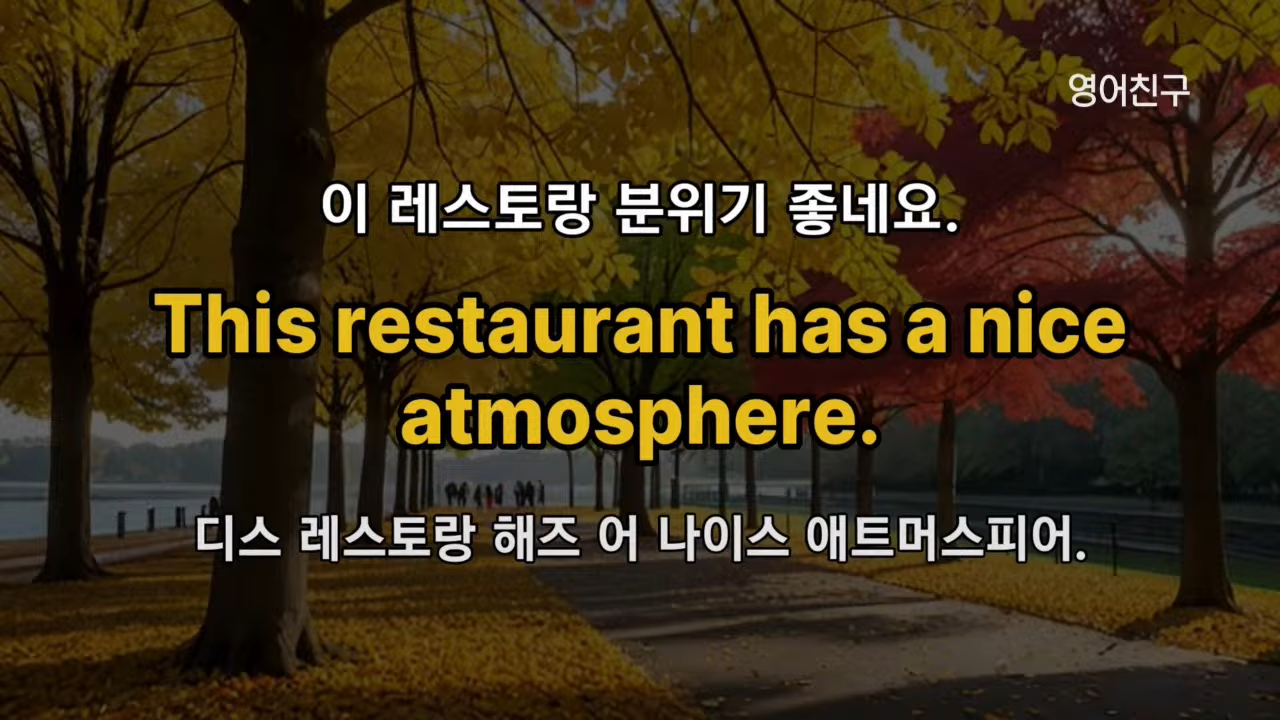 영어친구
이 레스토랑 분위기 좋네요.
This restaurant has a nice
atmosphere.
디스 레스토랑 해즈 어 나이스 애트머스피어.